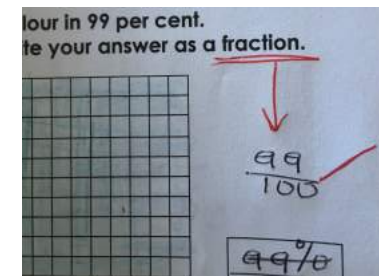 lour in 99 per cent.
te your answer as a fraction.
99
100
99%